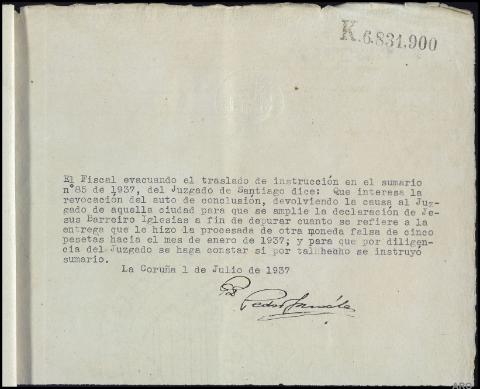 K.6.831.900
El Fiscal evacuando el traslado de instrucción en el sumario
nº85 de 1937, del Juzgado de Santiago dice: Que interesa la
revocación del auto de conclusión, devolviendo la causa al Juz-
gado de aquella ciudad para que se amplie la declaración de Je-
sus Barreiro Iglesias a fin de depurar cuanto se refiere a la
entrega que le hizo la procesada de otra moneda falsa de cinco
pesetas hacia el mes de enero de 1937; y para que por diligen-
cia del Juzgado se haga constar si por tal hecho se instruyó
sumario.
La Coruña 1 de Julio de 1937
Pedro